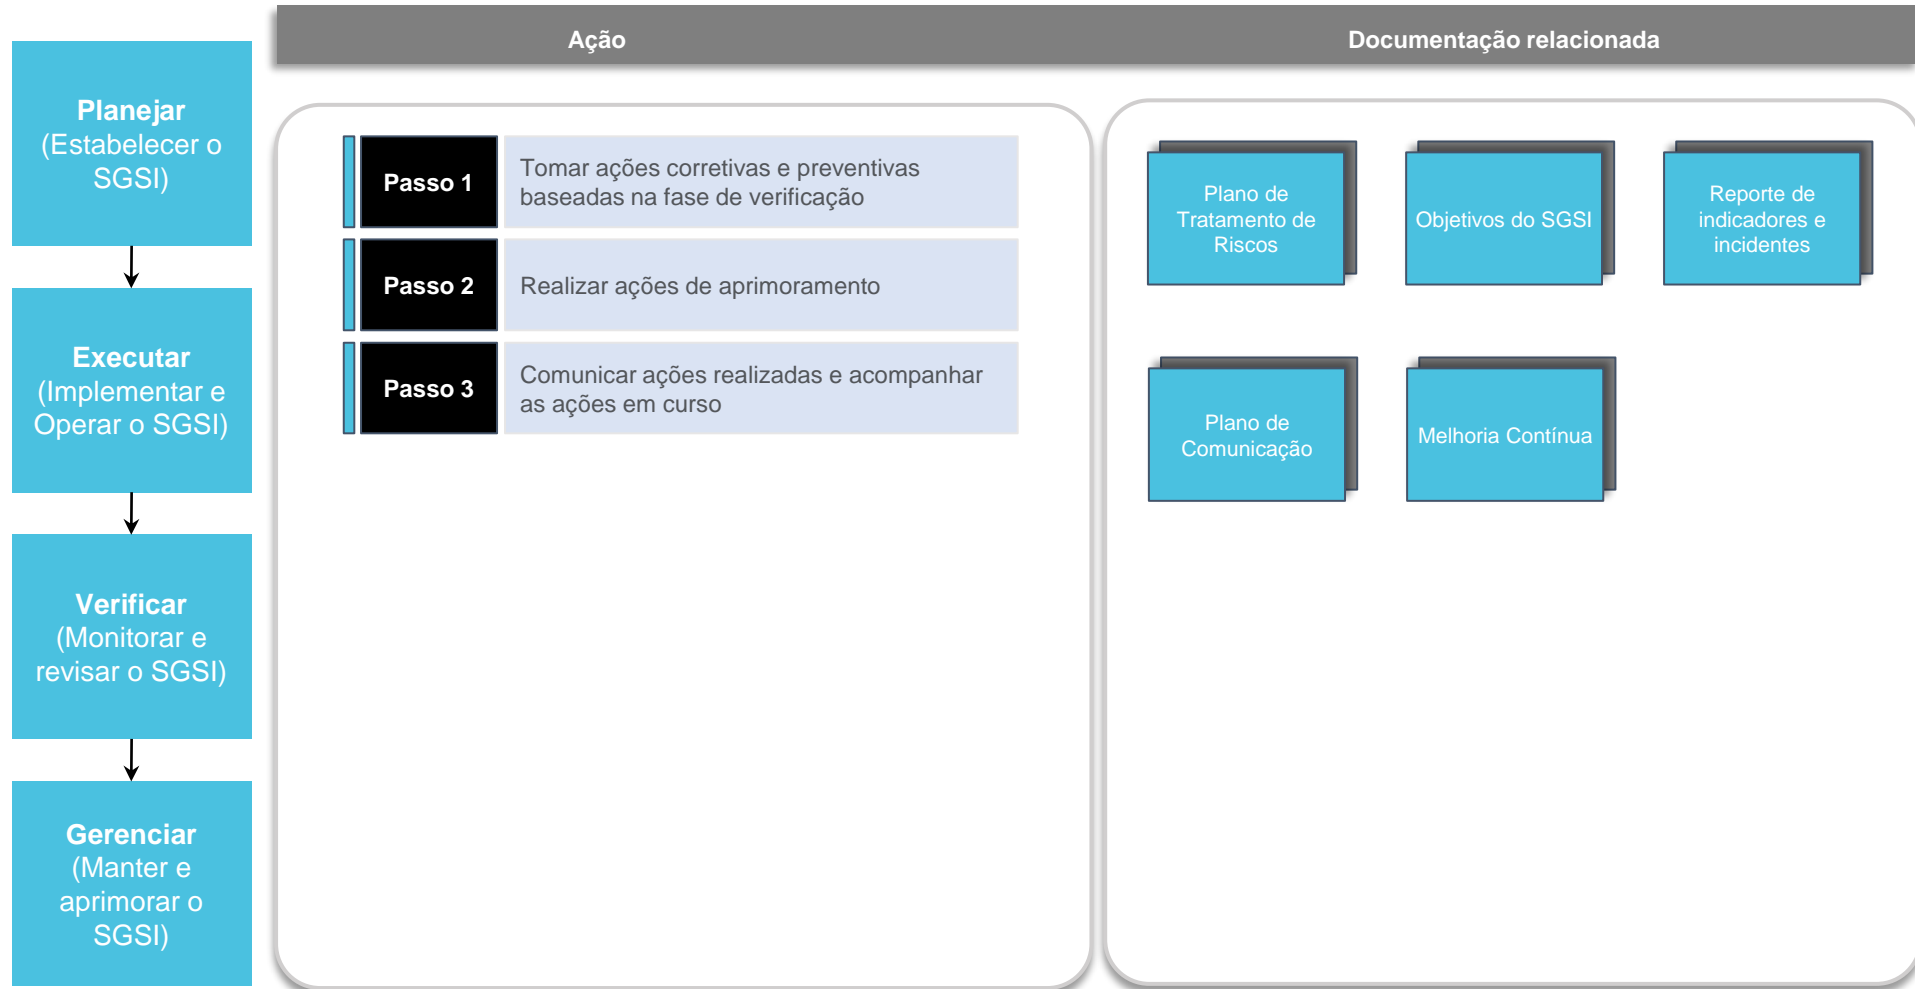 Ação
Documentação relacionada
Planejar
(Estabelecer o
SGSI)
Executar
(Implementar e
Operar o SGSI)
Verificar
(Monitorar e
revisar o SGSI)
Gerenciar
(Manter e
aprimorar o
SGSI)
Passo 1
Tomar ações corretivas e preventivas
baseadas na fase de verificação
Passo 2
Realizar ações de aprimoramento
Passo 3
Comunicar ações realizadas e acompanhar
as ações em curso
Plano de
Tratamento de
Riscos
Objetivos do SGSI
Reporte de
indicadores e
incidentes
Plano de
Comunicação
Melhoria Contínua